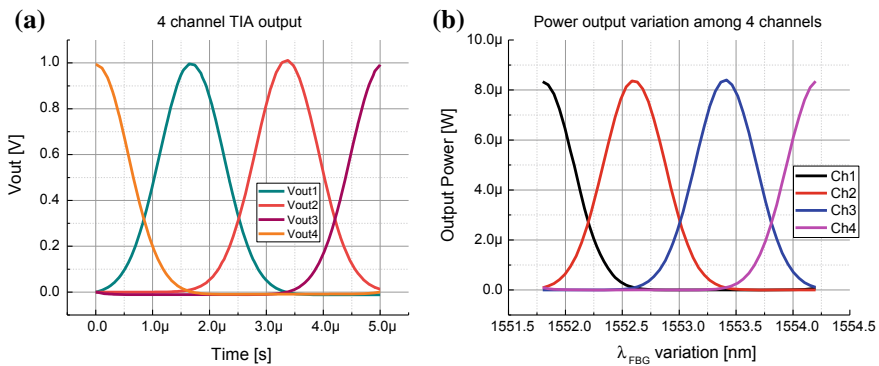 (a)
4 channel TIA output
Vout [V]
1.0
0.8
0.6
0.4
0.2
0.0
Vout1
Vout2
Vout3
Vout4
0.0
1.0µ
2.0µ
3.0µ
4.0µ
5.0µ
Time [s]
(b)
Power output variation among 4 channels
Output Power [W]
10.0µ
8.0µ
6.0µ
4.0µ
2.0µ
0.0
Ch1
Ch2
Ch3
Ch4
1551.5
1552.0
1552.5
1553.0
1553.5
1554.0
1554.5
λFBG variation [nm]